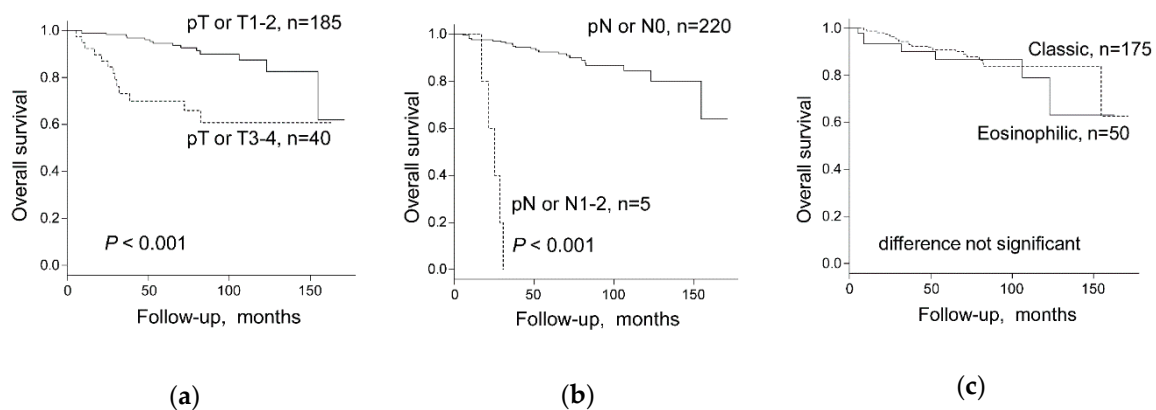 pT or T1-2, n=185
1.0
0.8
0.6
0.4
0.2
0.0
Overall survival
pT or T3-4, n=40
P < 0.001
0
50
100
150
Follow-up, months
(a)
pN or N0, n=220
1.0
0.8
0.6
0.4
0.2
0.0
Overall survival
pN or N1-2, n=5
P < 0.001
0
50
100
150
Follow-up, months
(b)
1.0
0.8
0.6
0.4
0.2
0.0
Overall survival
Classic, n=175
Eosinophilic, n=50
difference not significant
0
50
100
150
Follow-up, months
(c)